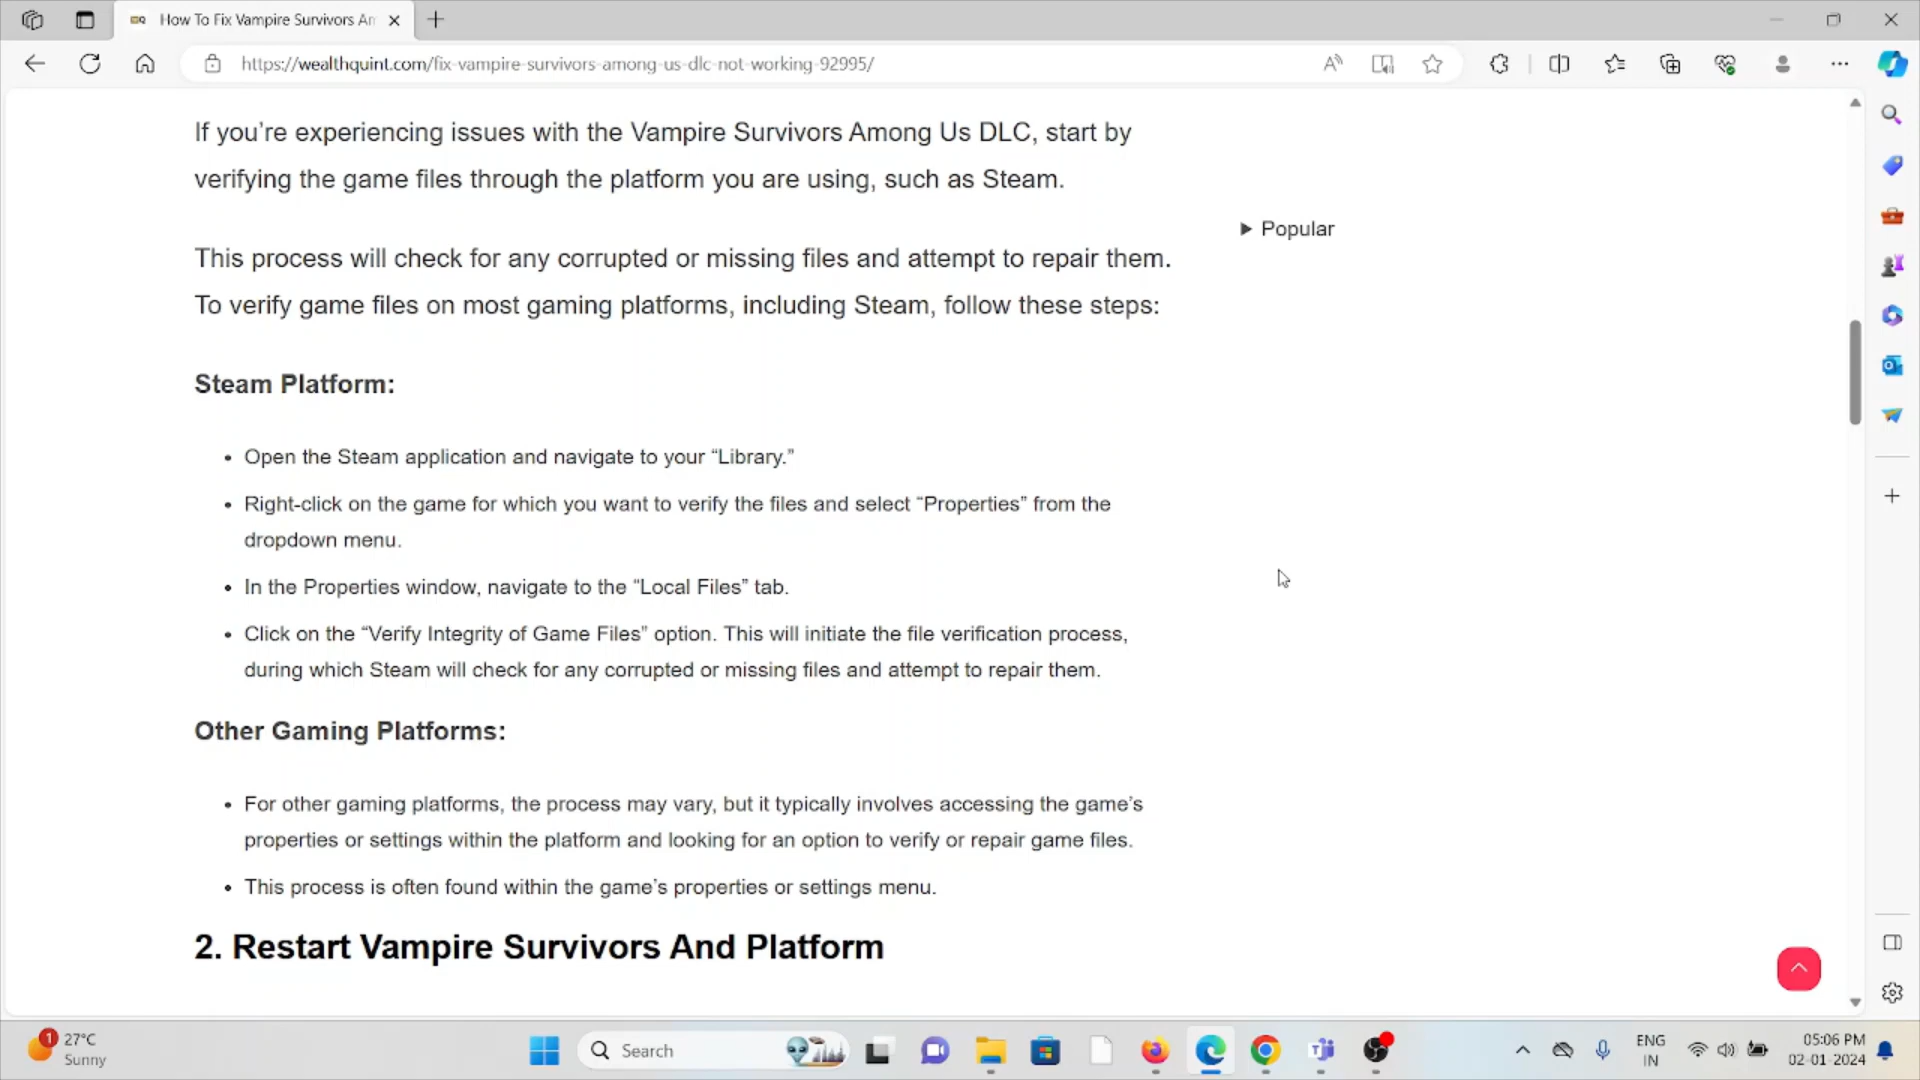 How To Fix Vampire Survivors Am
https://wealthquint.com/fix-vampire-survivors-among-us-dlc-not-working-92995/
If you’re experiencing issues with the Vampire Survivors Among Us DLC, start by
verifying the game files through the platform you are using, such as Steam.
Popular
This process will check for any corrupted or missing files and attempt to repair them.
To verify game files on most gaming platforms, including Steam, follow these steps:
Steam Platform:
• Open the Steam application and navigate to your “Library.”
• Right-click on the game for which you want to verify the files and select “Properties” from the
dropdown menu.
• In the Properties window, navigate to the “Local Files” tab.
• Click on the “Verify Integrity of Game Files” option. This will initiate the file verification process,
during which Steam will check for any corrupted or missing files and attempt to repair them.
Other Gaming Platforms:
• For other gaming platforms, the process may vary, but it typically involves accessing the game’s
properties or settings within the platform and looking for an option to verify or repair game files.
• This process is often found within the game’s properties or settings menu.
2. Restart Vampire Survivors And Platform
1
27°C
Sunny
Search
ENG
IN
05:06 PM
02-01-2024